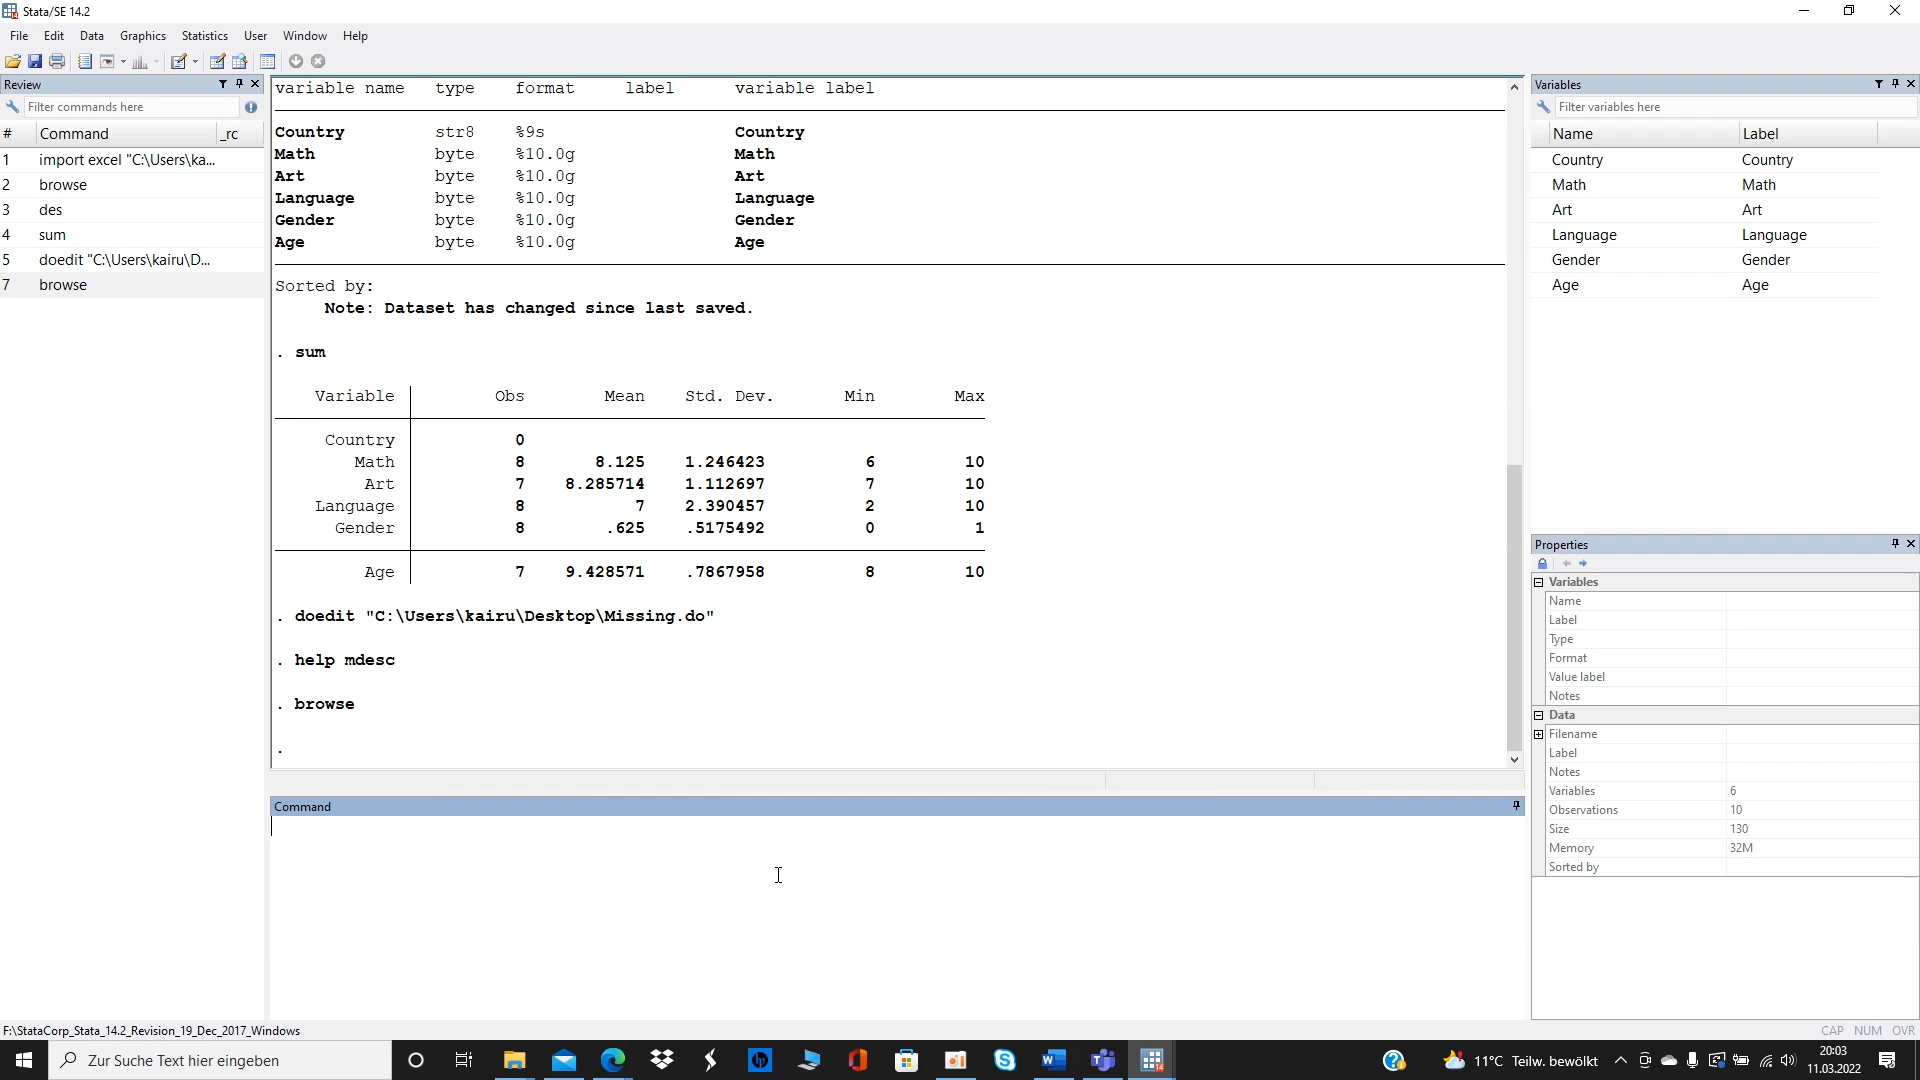 Stata/SE 14.2
File Edit Data Graphics Statistics User Window Help
Review
Filter commands here
# Command _rc
1 import excel "C:\Users\ka...
2 browse
3 des
4 sum
5 doedit "C:\Users\kairu\D...
7 browse
variable name type format label variable label
Country str8 %9s Country
Math byte %10.0g Math
Art byte %10.0g Art
Language byte %10.0g Language
Gender byte %10.0g Gender
Age byte %10.0g Age
Sorted by:
Note: Dataset has changed since last saved.
. sum
Variable Obs Mean Std. Dev. Min Max
Country 0
Math 8 8.125 1.246423 6 10
Art 7 8.285714 1.112697 7 10
Language 8 7 2.390457 2 10
Gender 8 .625 .5175492 0 1
Age 7 9.428571 .7867958 8 10
. doedit "C:\Users\kairu\Desktop\Missing.do"
. help mdesc
. browse
.
Command
Variables
Filter variables here
Name Label
Country Country
Math Math
Art Art
Language Language
Gender Gender
Age Age
Properties
Variables
Name
Label
Type
Format
Value label
Notes
Data
Filename
Label
Notes
Variables 6
Observations 10
Size 130
Memory 32M
Sorted by
F:\StataCorp_Stata_14.2_Revision_19_Dec_2017_Windows
CAP NUM OVR
Zur Suche Text hier eingeben
11°C Teilw. bewölkt
20:03
11.03.2022